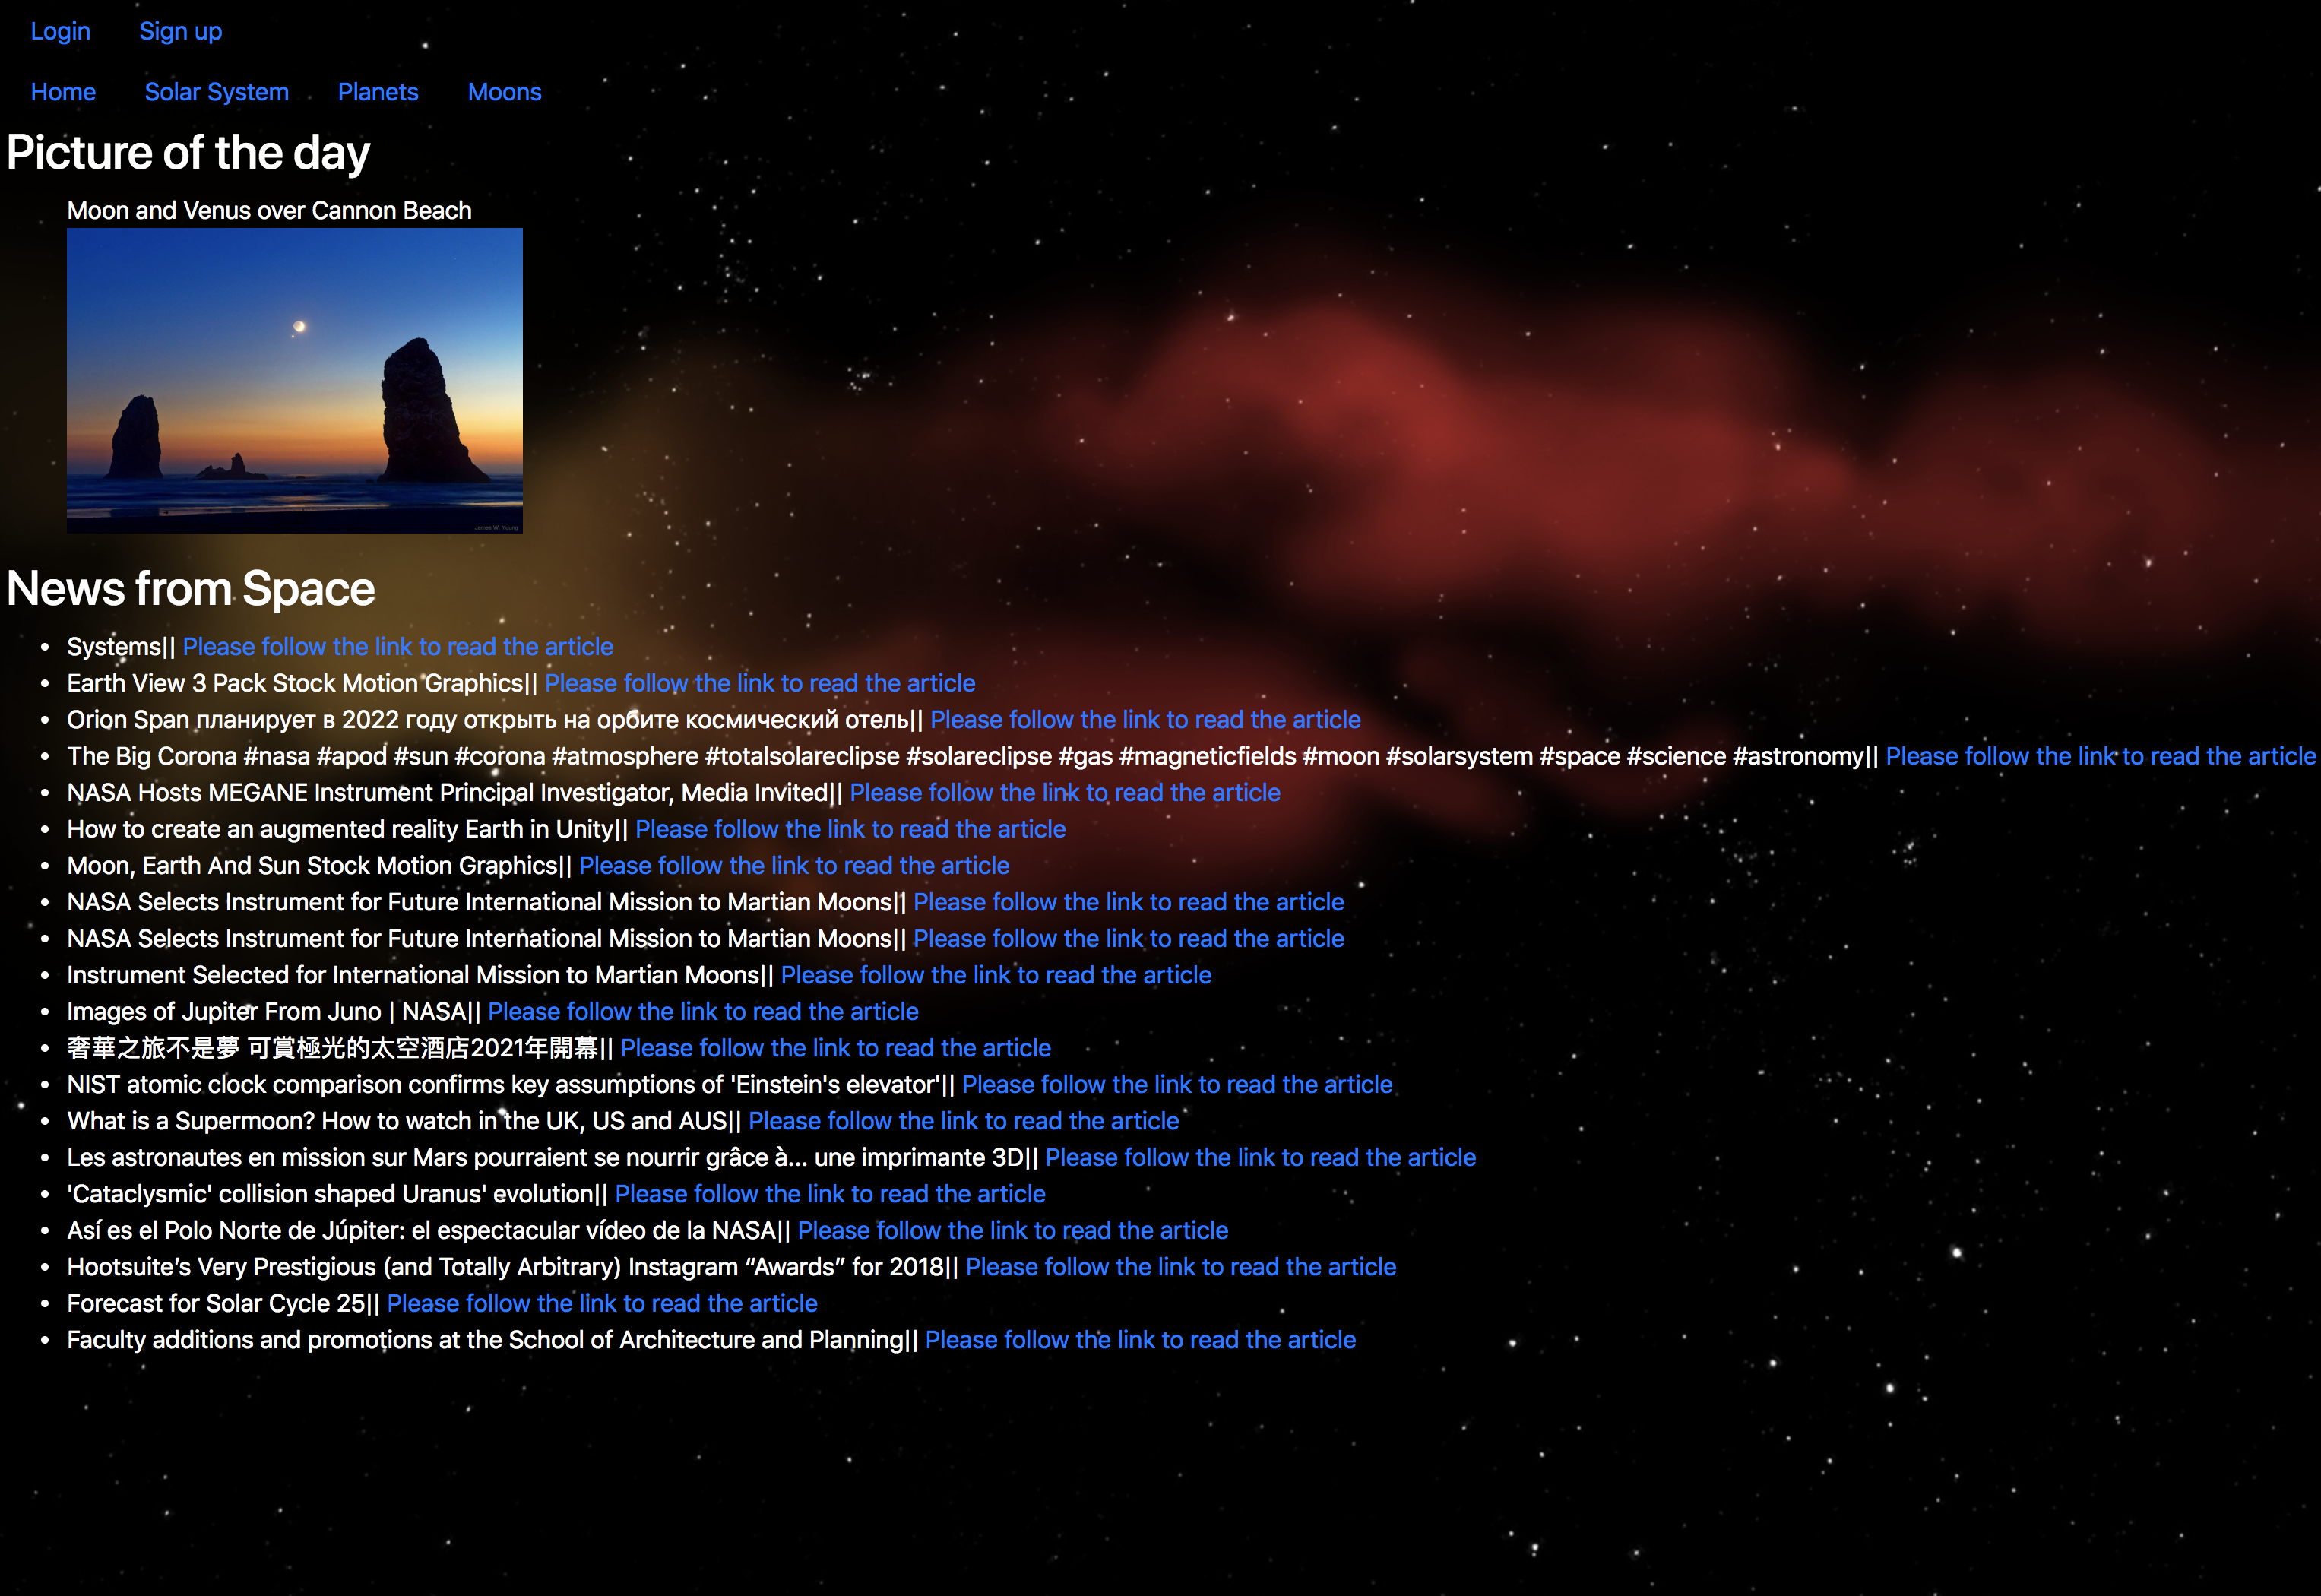 Login Sign up
Home Solar System Planets Moons
Picture of the day
Moon and Venus over Cannon Beach
James W. Young
News from Space
Systems|| Please follow the link to read the article
Earth View 3 Pack Stock Motion Graphics|| Please follow the link to read the article
Orion Span планирует в 2022 году открыть на орбите космический отель|| Please follow the link to read the article
The Big Corona #nasa #apod #sun #corona #atmosphere #totalsolareclipse #solareclipse #gas #magneticfields #moon #solarsystem #space #science #astronomy|| Please follow the link to read the article
NASA Hosts MEGANE Instrument Principal Investigator, Media Invited|| Please follow the link to read the article
How to create an augmented reality Earth in Unity|| Please follow the link to read the article
Moon, Earth And Sun Stock Motion Graphics|| Please follow the link to read the article
NASA Selects Instrument for Future International Mission to Martian Moons|| Please follow the link to read the article
NASA Selects Instrument for Future International Mission to Martian Moons|| Please follow the link to read the article
Instrument Selected for International Mission to Martian Moons|| Please follow the link to read the article
Images of Jupiter From Juno | NASA|| Please follow the link to read the article
奢華之旅不是夢 可賞極光的太空酒店2021年開幕|| Please follow the link to read the article
NIST atomic clock comparison confirms key assumptions of 'Einstein's elevator'|| Please follow the link to read the article
What is a Supermoon? How to watch in the UK, US and AUS|| Please follow the link to read the article
Les astronautes en mission sur Mars pourraient se nourrir grâce à... une imprimante 3D|| Please follow the link to read the article
'Cataclysmic' collision shaped Uranus' evolution|| Please follow the link to read the article
Así es el Polo Norte de Júpiter: el espectacular vídeo de la NASA|| Please follow the link to read the article
Hootsuite’s Very Prestigious (and Totally Arbitrary) Instagram “Awards” for 2018|| Please follow the link to read the article
Forecast for Solar Cycle 25|| Please follow the link to read the article
Faculty additions and promotions at the School of Architecture and Planning|| Please follow the link to read the article